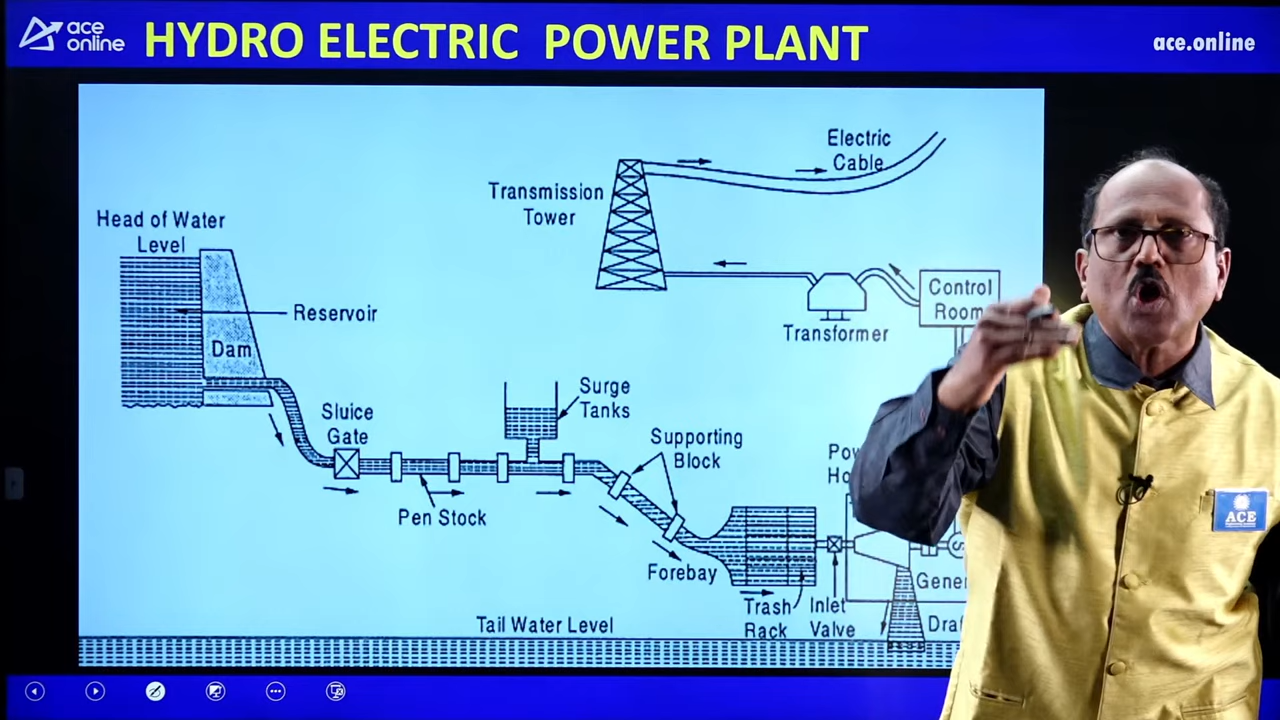 ace
online
HYDRO ELECTRIC POWER PLANT
ace.online
Electric
Cable
Transmission
Tower
Head of Water
Level
Reservoir
Control
Room
Transformer
Dam
Surge
Tanks
Sluice
Gate
Supporting
Block
Pen Stock
Forebay
Trash
Rack
Inlet
Valve
Tail Water Level
ACE